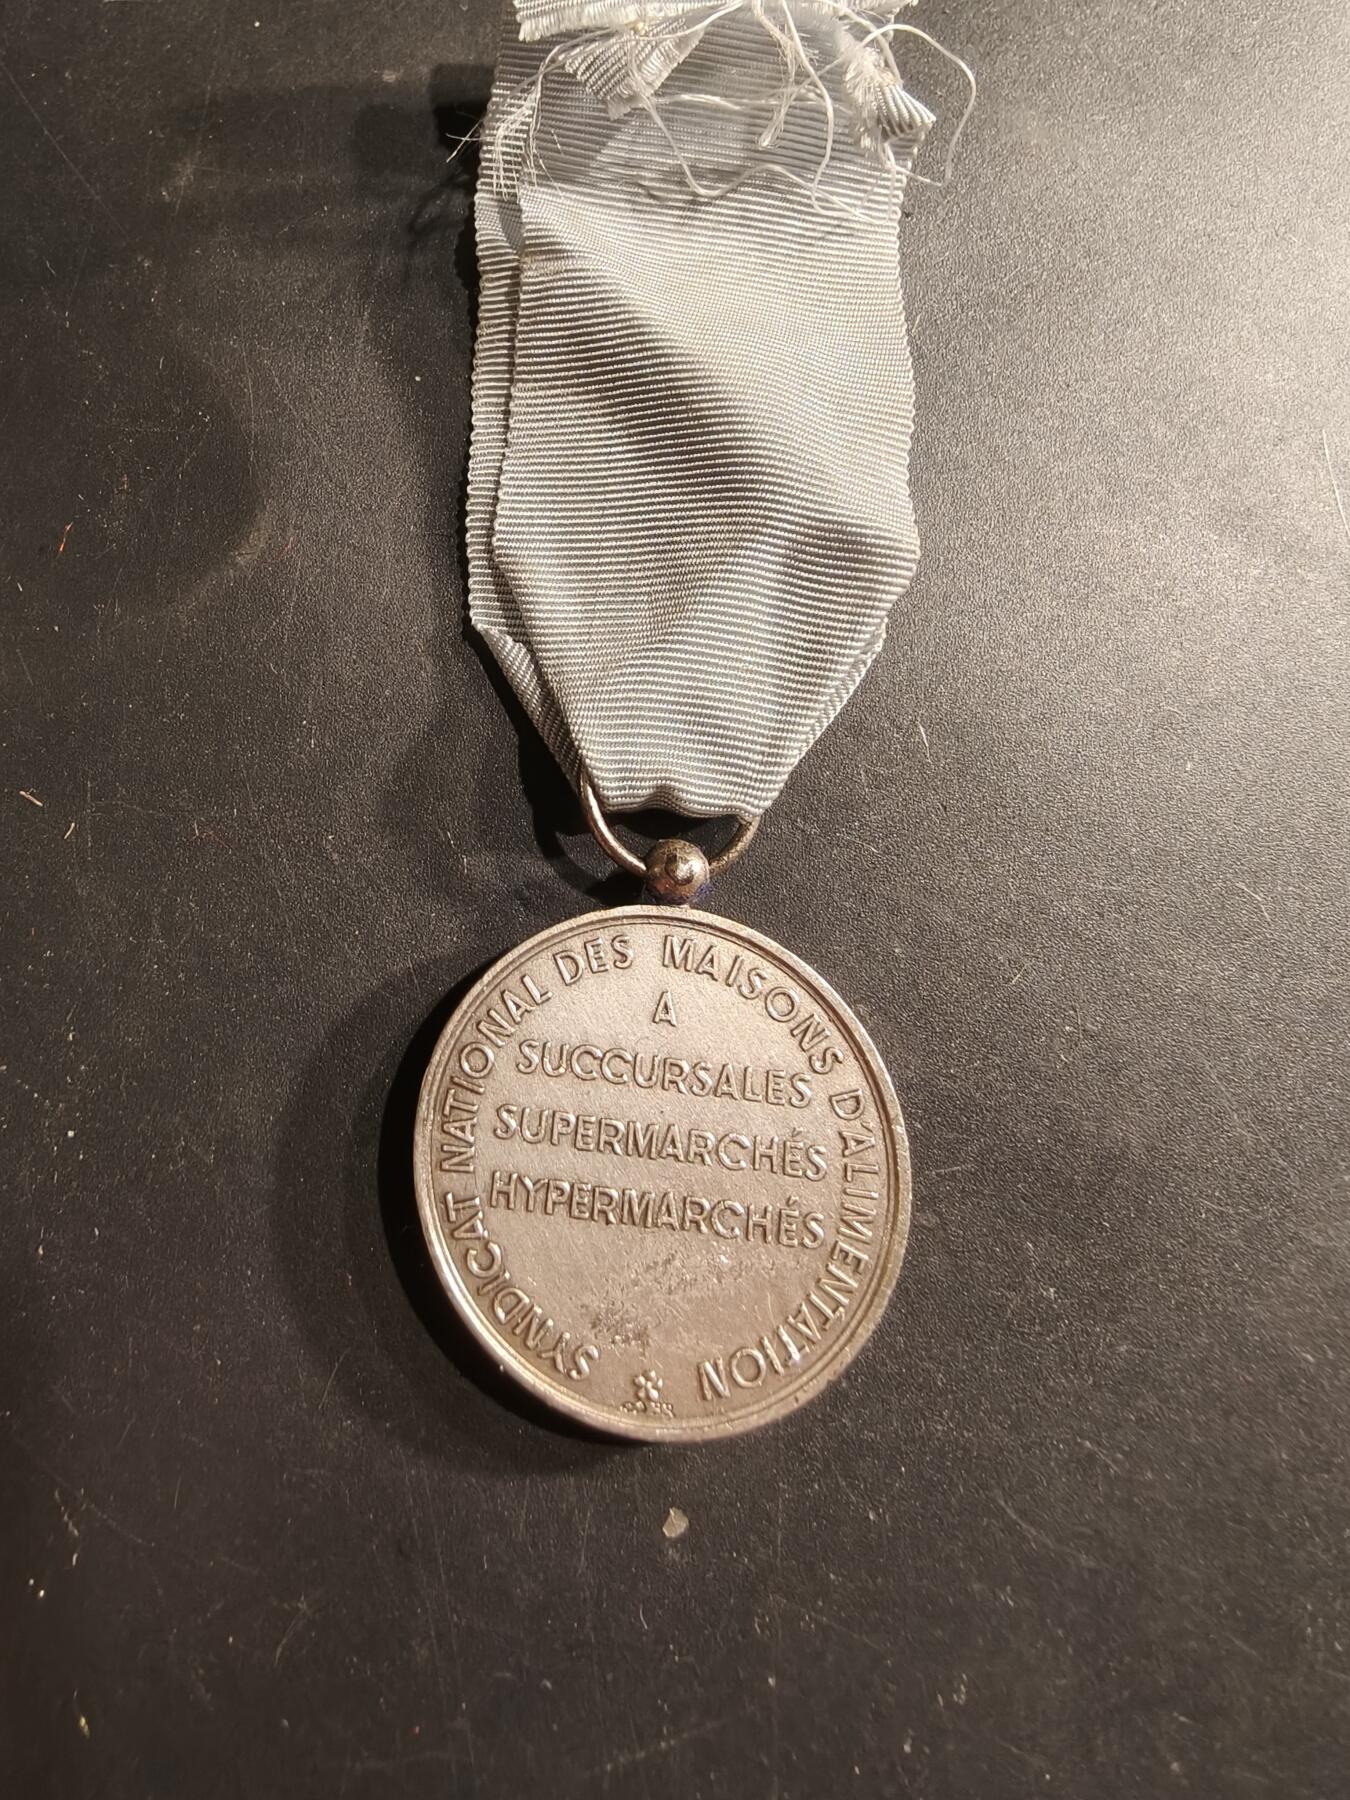 SYNDICAT NATIONAL DES MAISONS D'ALIMENTATION
A
SUCCURSALES
SUPERMARCHÉS
HYPERMARCHÉS